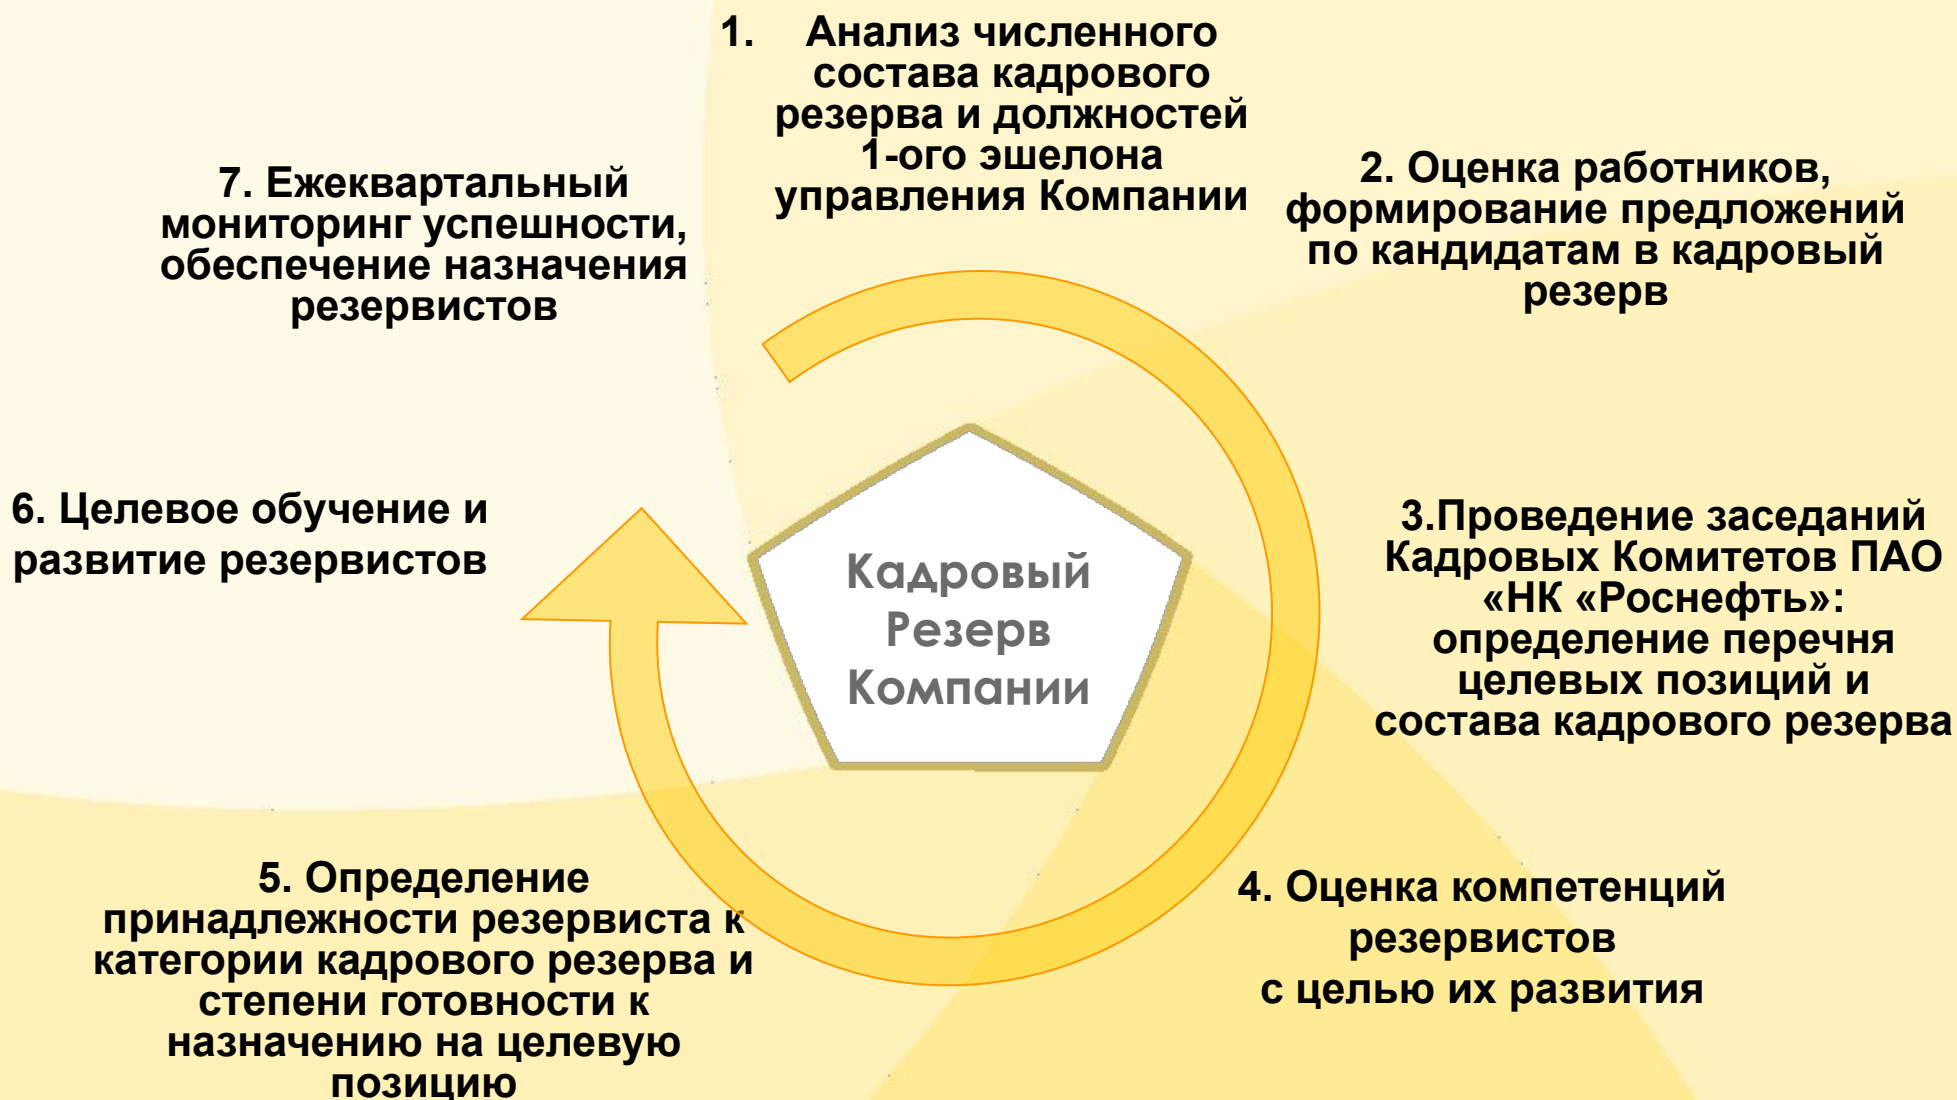 1. Анализ численного
состава кадрового
резерва и должностей
1-ого эшелона
управления Компании
2. Оценка работников,
формирование предложений
по кандидатам в кадровый
резерв
3.Проведение заседаний
Кадровых Комитетов ПАО
«НК «Роснефть»:
определение перечня
целевых позиций и
состава кадрового резерва
4. Оценка компетенций
резервистов
с целью их развития
5. Определение
принадлежности резервиста к
категории кадрового резерва и
степени готовности к
назначению на целевую
позицию
6. Целевое обучение и
развитие резервистов
7. Ежеквартальный
мониторинг успешности,
обеспечение назначения
резервистов
Кадровый
Резерв
Компании